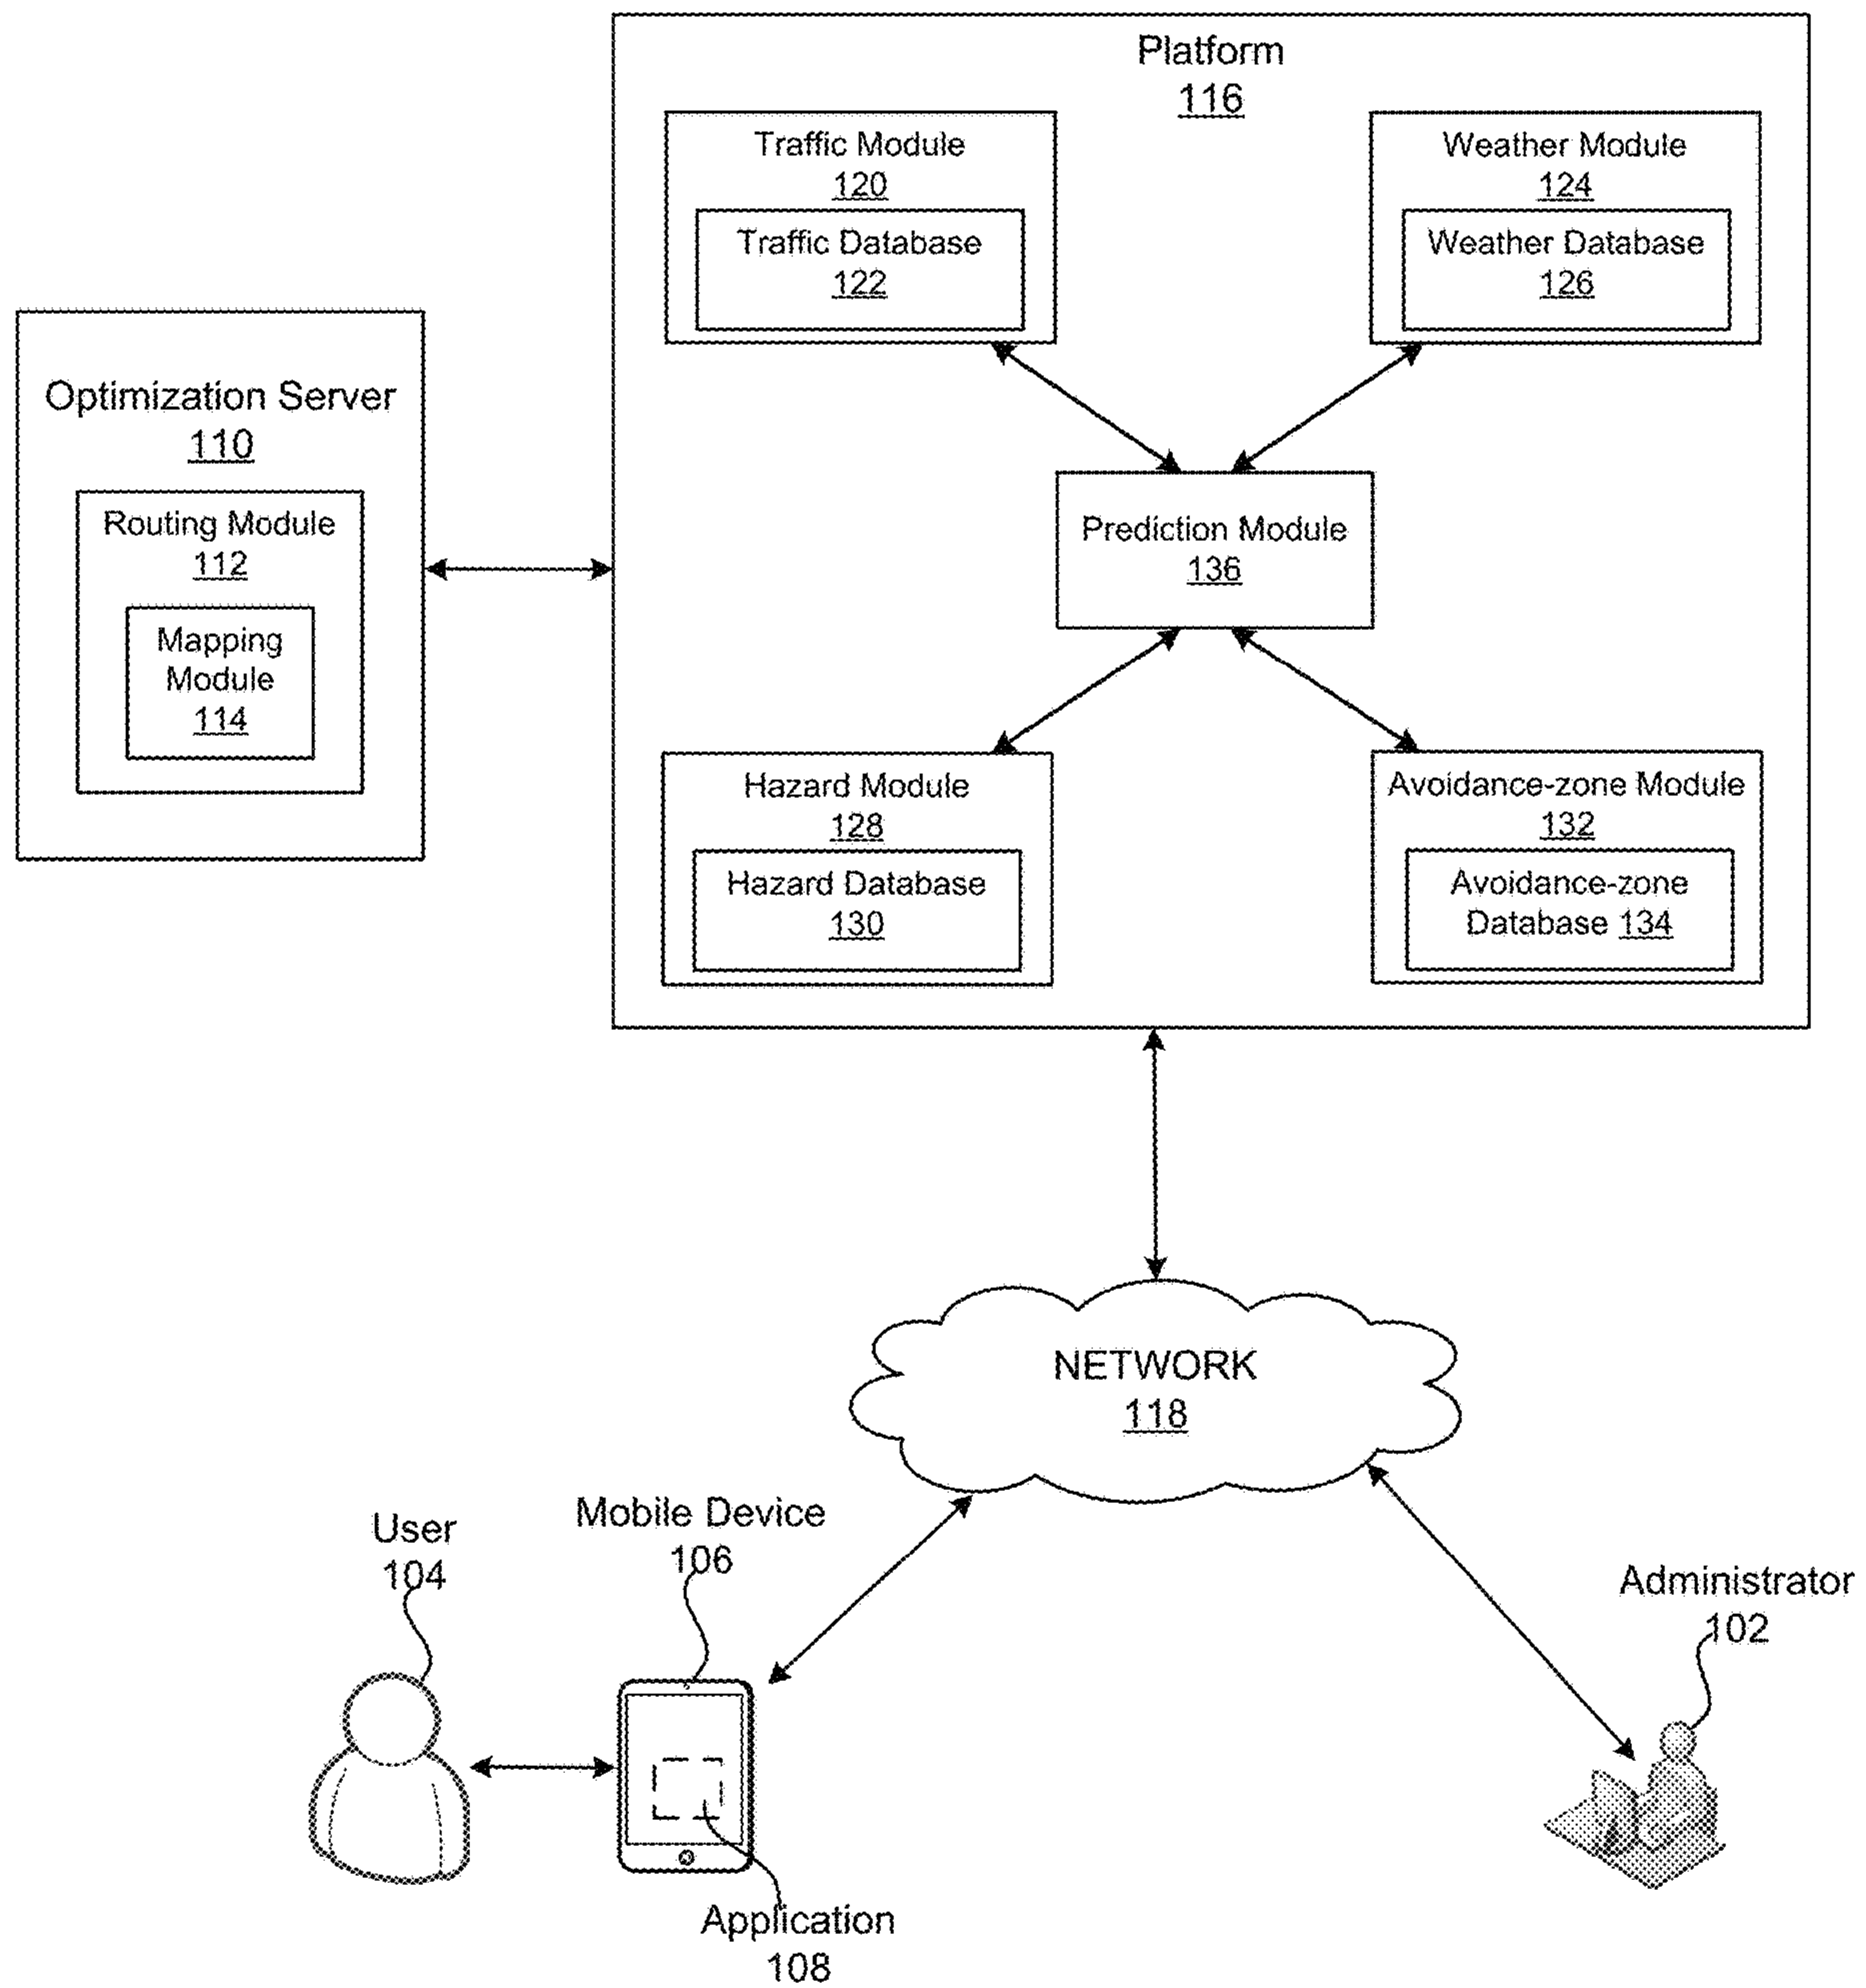 Platform
116
Traffic Module
120
Traffic Database
122
Weather Module
124
Weather Database
126
Optimization Server
110
Routing Module
112
Mapping
Module
114
Prediction Module
136
Hazard Module
128
Hazard Database
130
Avoidance-zone Module
132
Avoidance-zone
Database 134
NETWORK
118
User
104
Mobile Device
106
Administrator
102
Application
108